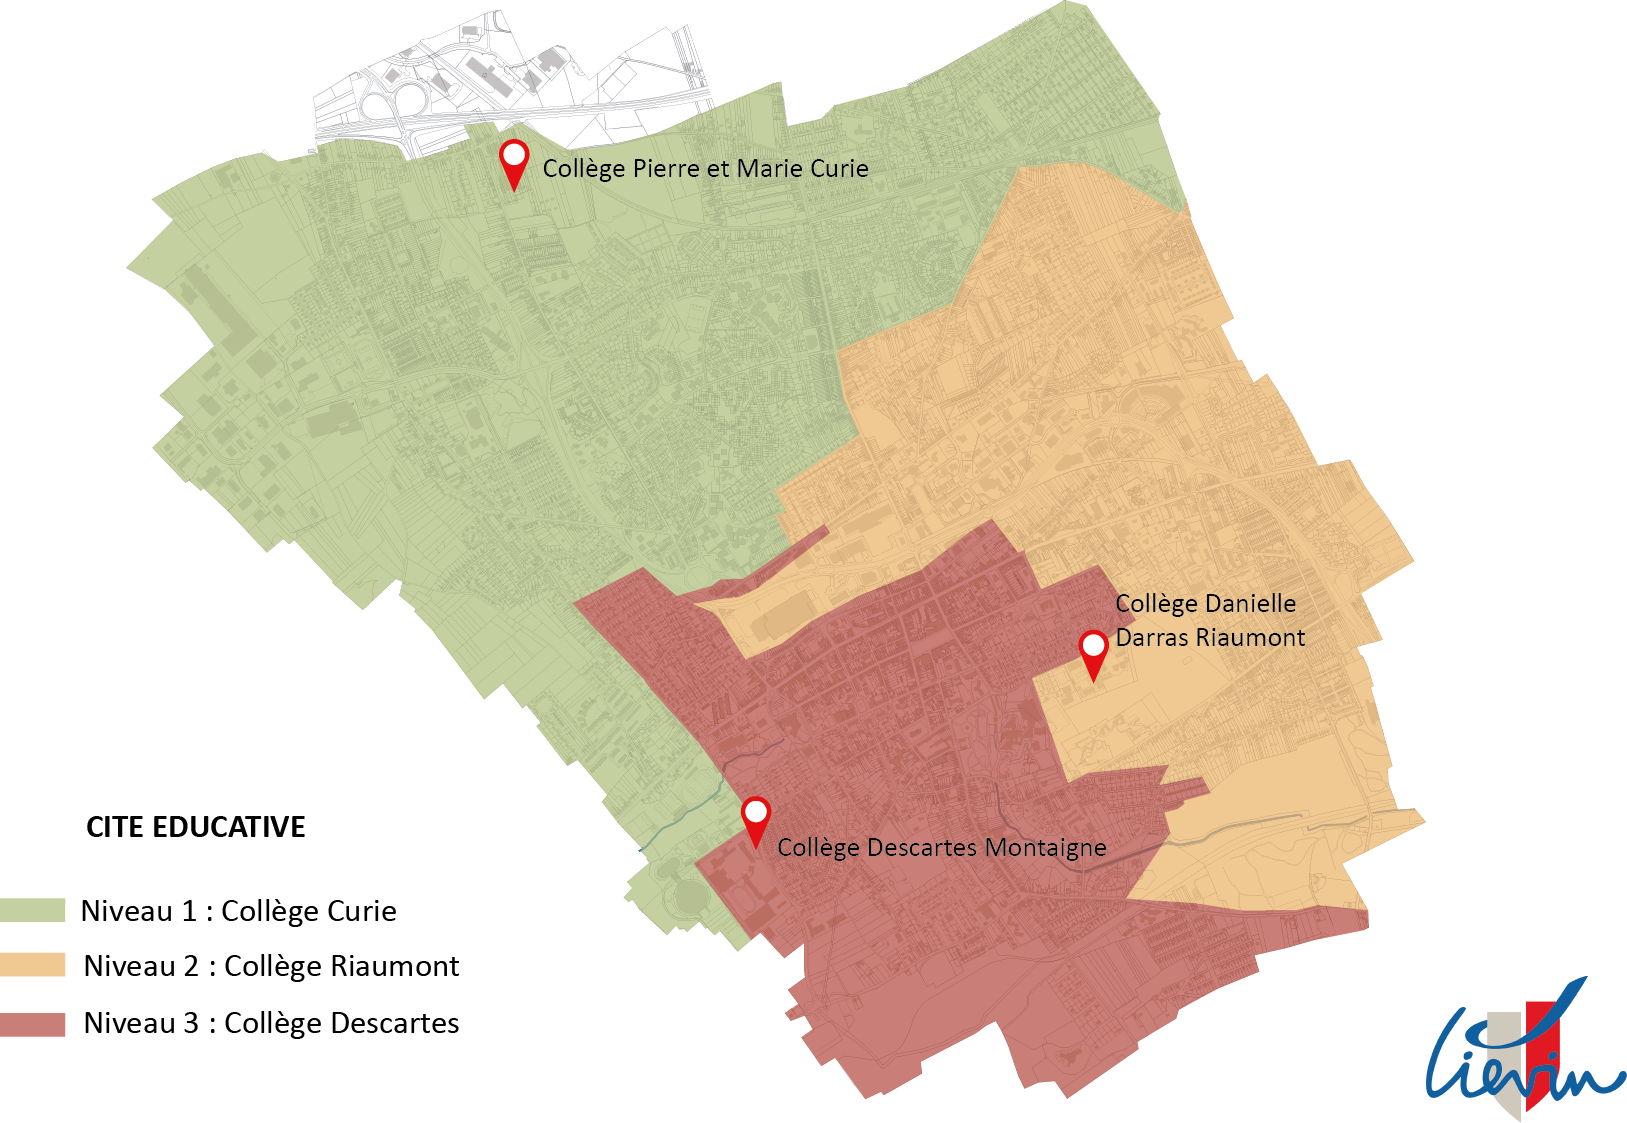 Collège Pierre et Marie Curie
Collège Danielle
Darras Riaumont
Collège Descartes Montaigne
CITE EDUCATIVE
Niveau 1 : Collège Curie
Niveau 2 : Collège Riaumont
Niveau 3 : Collège Descartes
Liévin